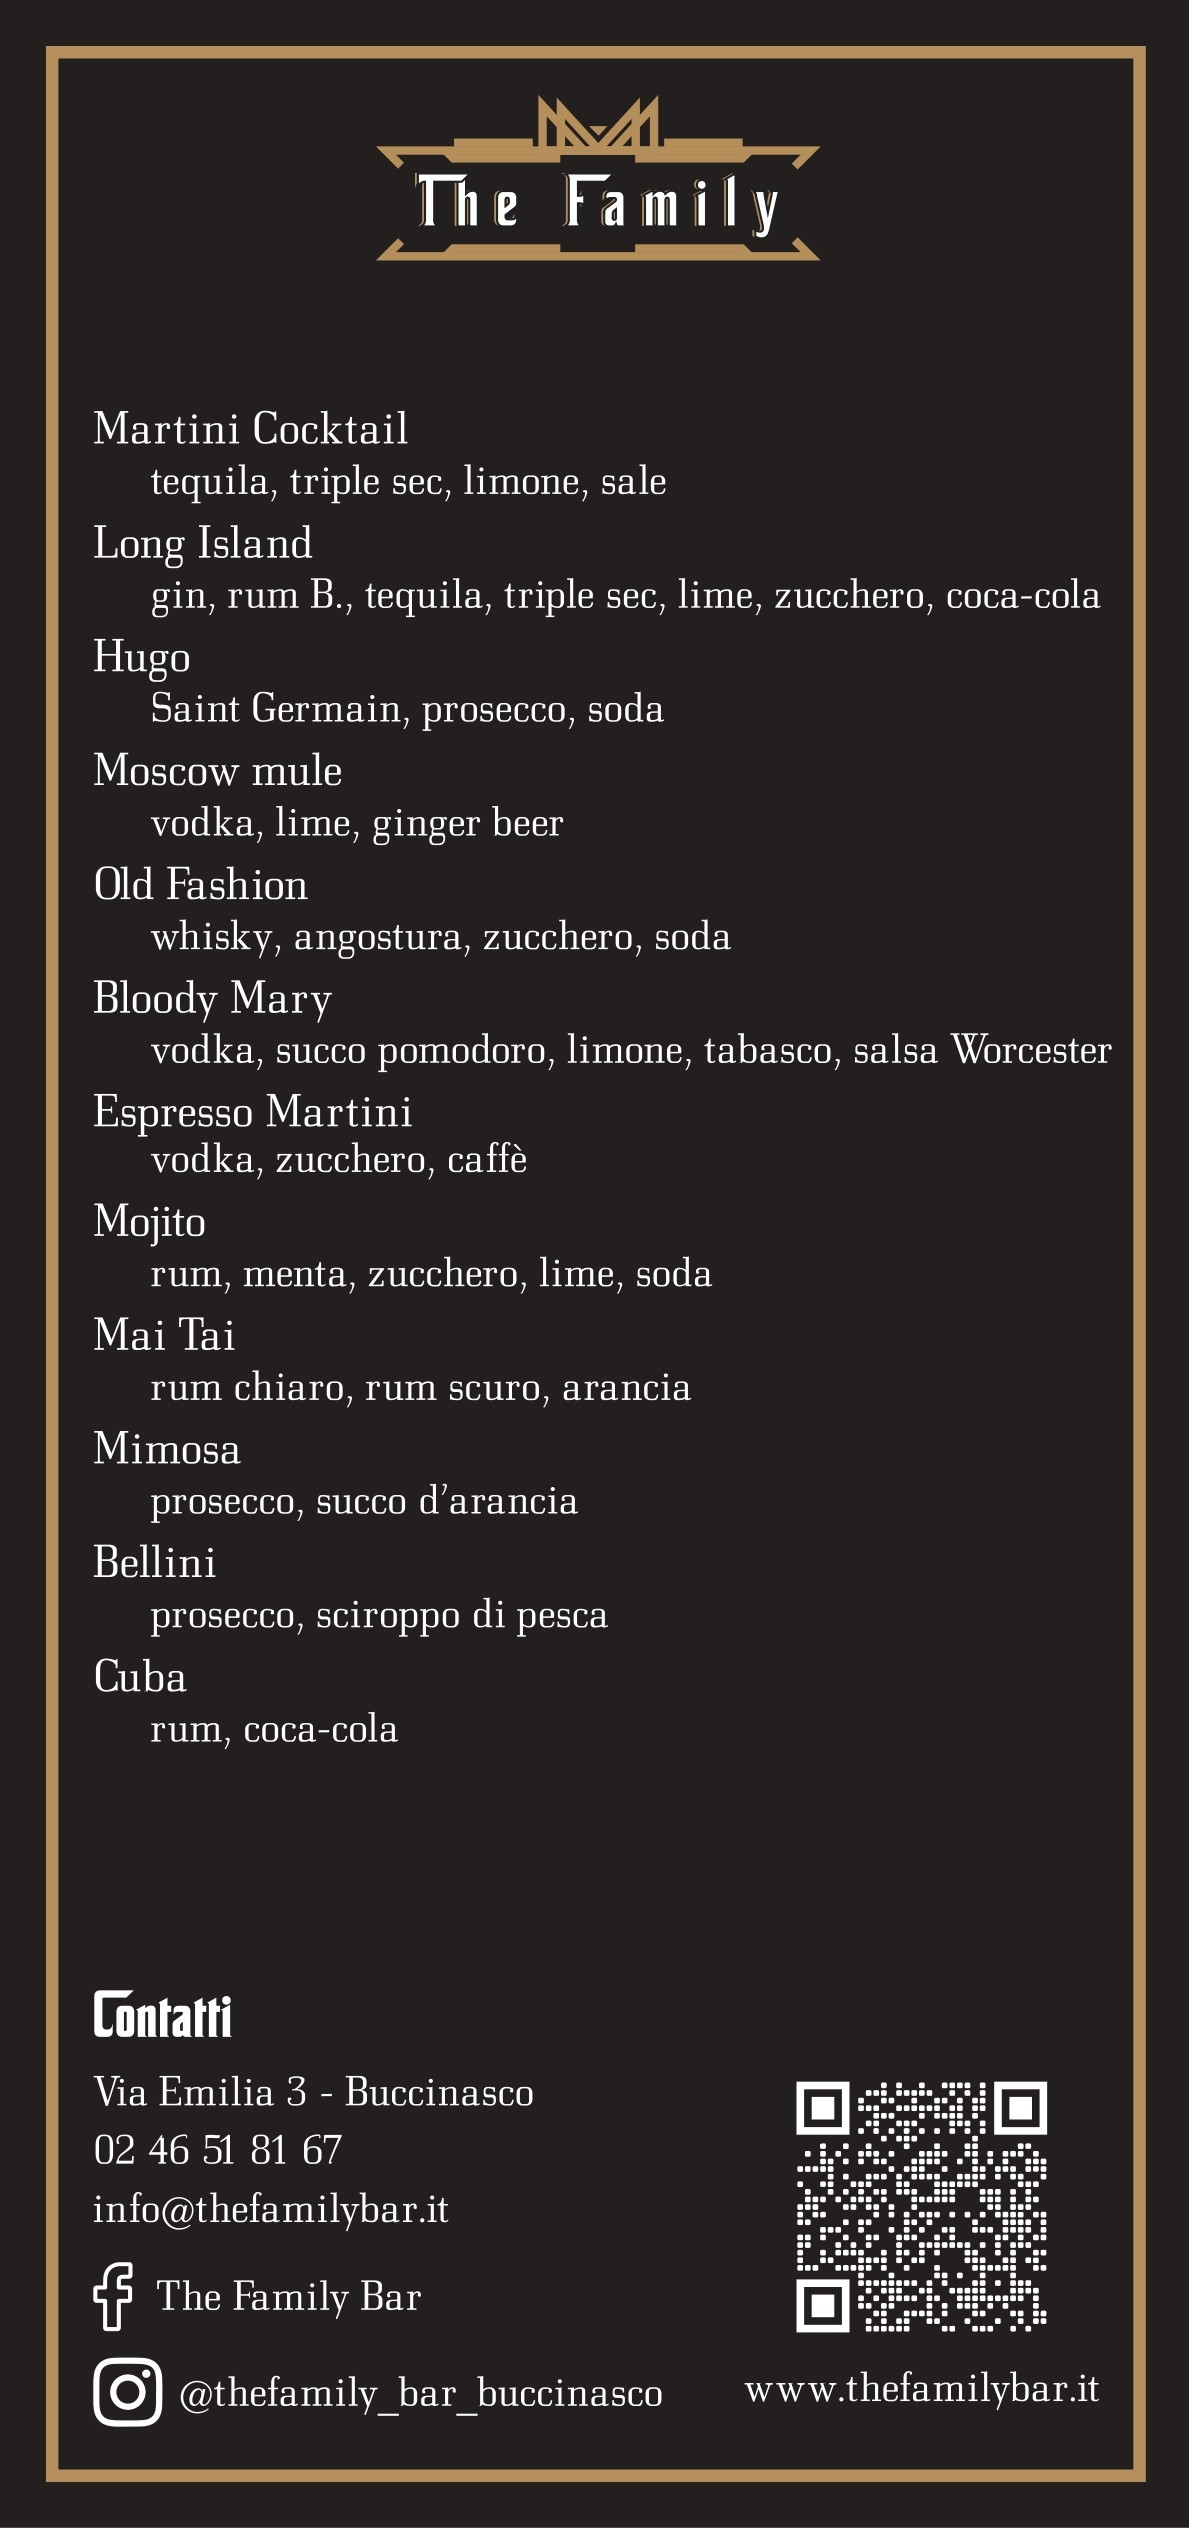 The Family
Martini Cocktail
tequila, triple sec, limone, sale
Long Island
gin, rum B., tequila, triple sec, lime, zucchero, coca-cola
Hugo
Saint Germain, prosecco, soda
Moscow mule
vodka, lime, ginger beer
Old Fashion
whisky, angostura, zucchero, soda
Bloody Mary
vodka, succo pomodoro, limone, tabasco, salsa Worcester
Espresso Martini
vodka, zucchero, caffè
Mojito
rum, menta, zucchero, lime, soda
Mai Tai
rum chiaro, rum scuro, arancia
Mimosa
prosecco, succo d’arancia
Bellini
prosecco, sciroppo di pesca
Cuba
rum, coca-cola
Contatti
Via Emilia 3 - Buccinasco
02 46 51 81 67
info@thefamilybar.it
The Family Bar
@thefamily_bar_buccinasco
www.thefamilybar.it